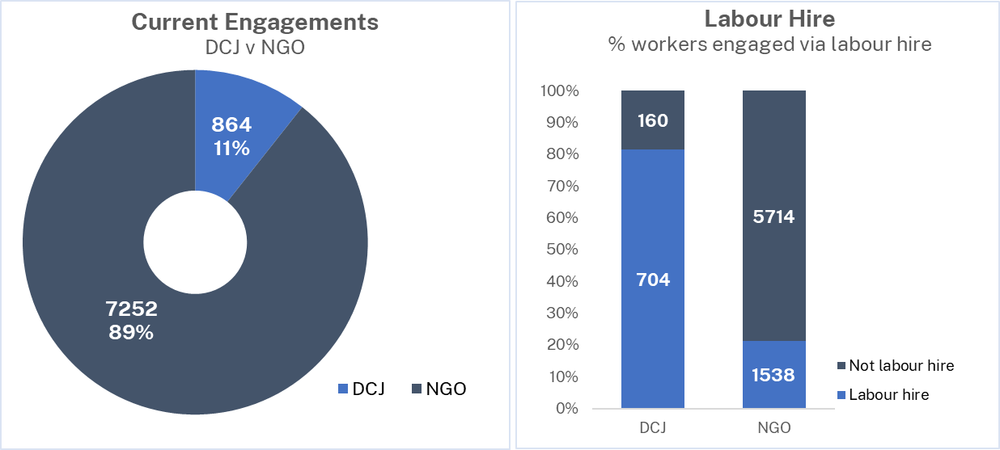 Current Engagements
DCJ v NGO
864
11%
7252
89%
DCJ
NGO
Labour Hire
% workers engaged via labour hire
100%
90%
80%
70%
60%
50%
40%
30%
20%
10%
0%
160
5714
704
1538
DCJ
NGO
Not labour hire
Labour hire